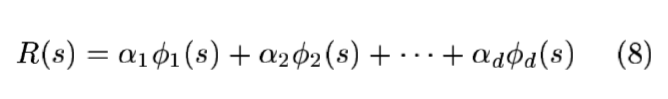 R(s) = α₁ϕ₁(s) + α₂ϕ₂(s) + ⋯ + α_dϕ_d(s) (8)